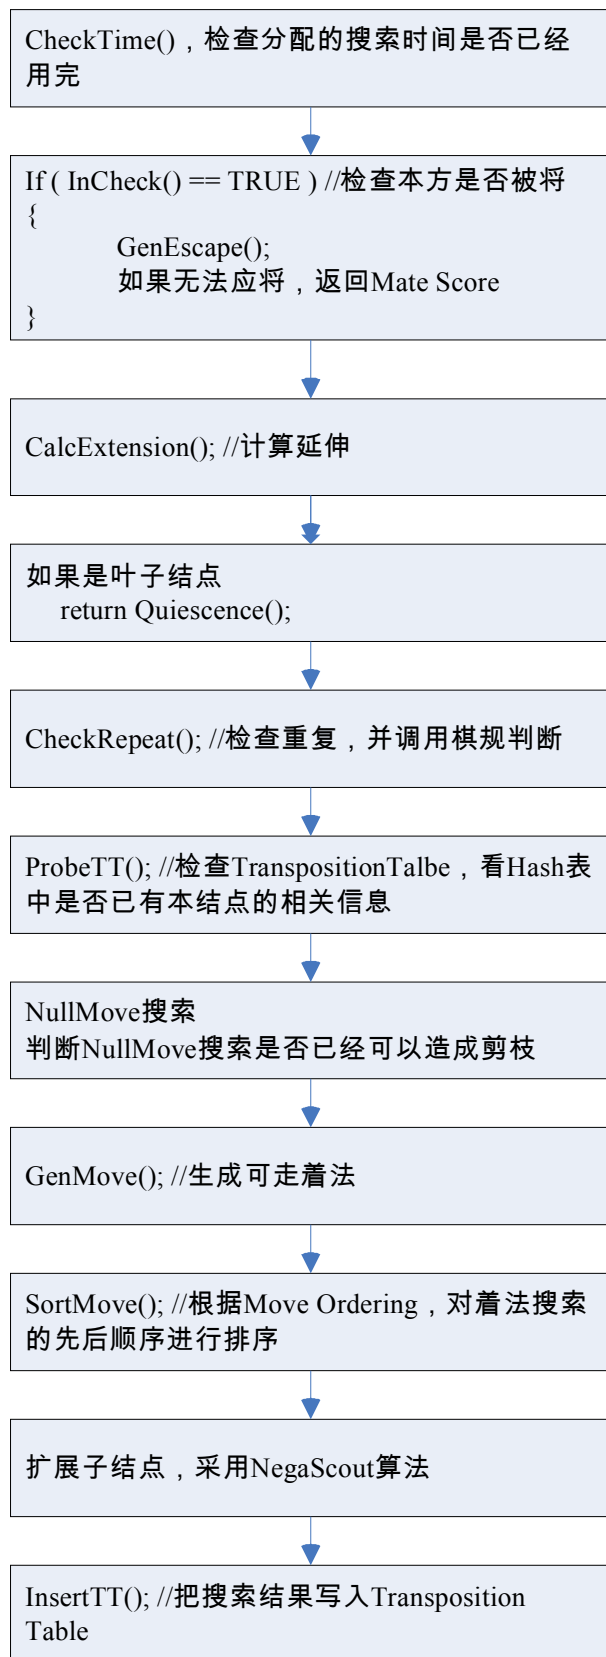 CheckTime()，检查分配的搜索时间是否已经
用完
If ( InCheck() == TRUE ) //检查本方是否被将
{
GenEscape();
如果无法应将，返回Mate Score
}
CalcExtension(); //计算延伸
如果是叶子结点
return Quiescence();
CheckRepeat(); //检查重复，并调用棋规判断
ProbeTT(); //检查TranspositionTalbe，看Hash表
中是否已有本结点的相关信息
NullMove搜索
判断NullMove搜索是否已经可以造成剪枝
GenMove(); //生成可走着法
SortMove(); //根据Move Ordering，对着法搜索
的先后顺序进行排序
扩展子结点，采用NegaScout算法
InsertTT(); //把搜索结果写入Transposition
Table